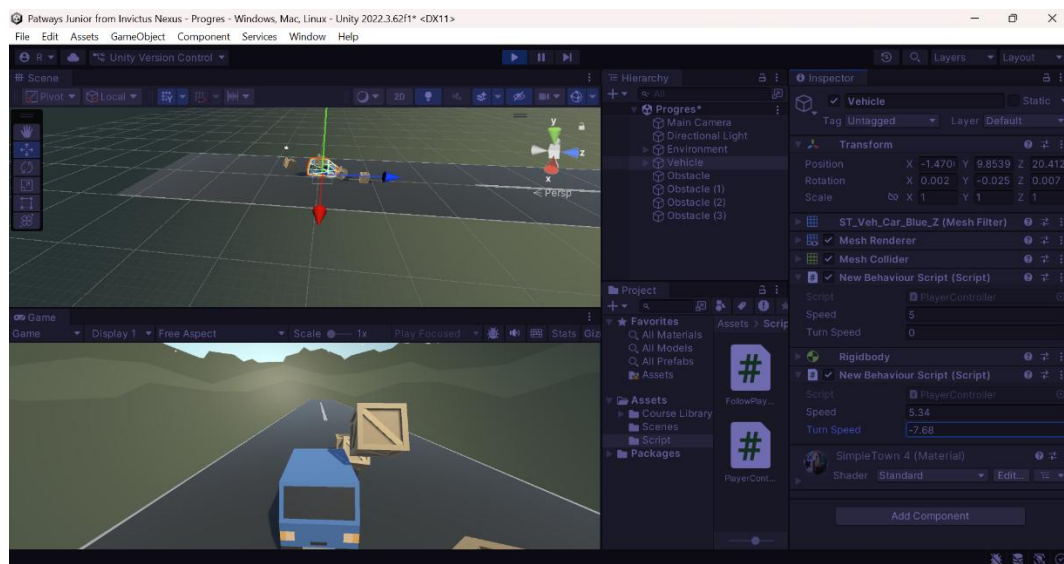 Patways Junior from Invictus Nexus - Progres - Windows, Mac, Linux - Unity 2022.3.62f1* <DX11>
File Edit Assets GameObject Component Services Window Help
R Unity Version Control Layers Layout
Scene
Pivot Local 2D
y
z
x
Persp
Game
Game Display 1 Free Aspect Scale 1x Play Focused Stats Giz
Hierarchy
All
Progres*
Main Camera
Directional Light
Environment
Vehicle
Obstacle
Obstacle (1)
Obstacle (2)
Obstacle (3)
Project
Favorites
All Materials
All Models
All Prefabs
Assets
Assets
Course Library
Scenes
Script
Packages
Assets > Scrip
FollowPlay...
PlayerCont...
Inspector
Vehicle Static
Tag Untagged Layer Default
Transform
Position X -1.470 Y 9.8539 Z 20.412
Rotation X 0.002 Y -0.025 Z 0.007
Scale X 1 Y 1 Z 1
ST_Veh_Car_Blue_Z (Mesh Filter)
Mesh Renderer
Mesh Collider
New Behaviour Script (Script)
Script PlayerController
Speed 5
Turn Speed 0
Rigidbody
New Behaviour Script (Script)
Script PlayerController
Speed 5.34
Turn Speed -7.68
SimpleTown 4 (Material)
Shader Standard Edit...
Add Component